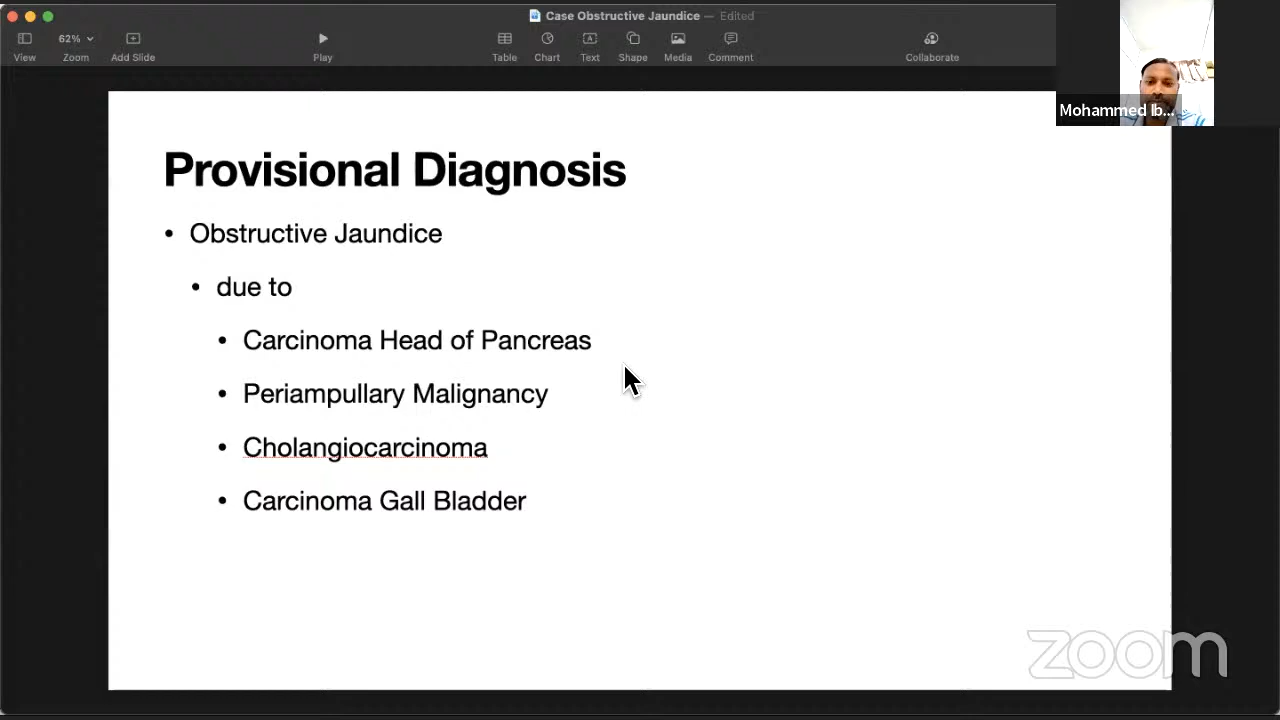 Case Obstructive Jaundice — Edited
View
62%
Zoom
Add Slide
Play
Table
Chart
Text
Shape
Media
Comment
Collaborate
Mohammed Ib...
Provisional Diagnosis
• Obstructive Jaundice
• due to
• Carcinoma Head of Pancreas
• Periampullary Malignancy
• Cholangiocarcinoma
• Carcinoma Gall Bladder
zoom